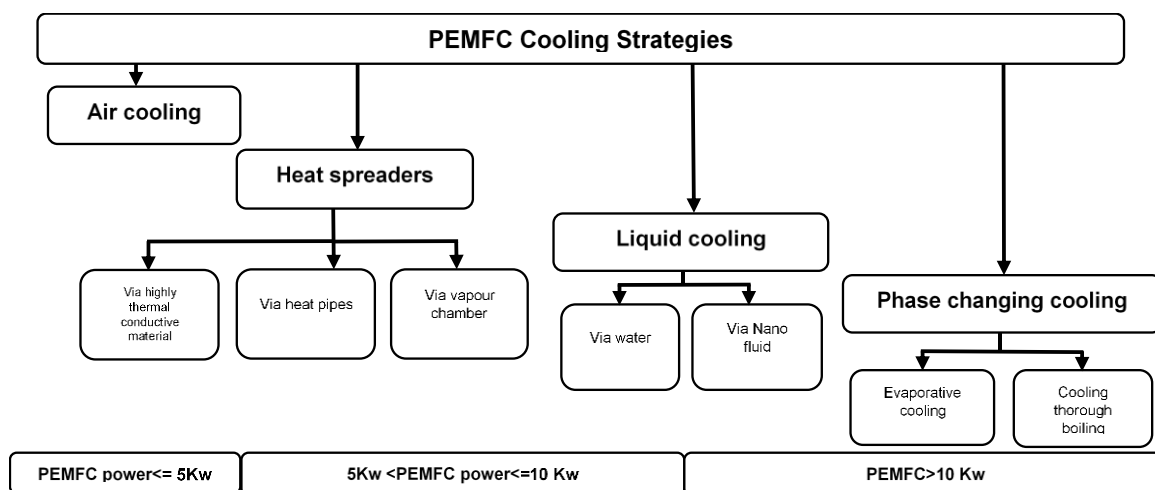 PEMFC Cooling Strategies
Air cooling
Heat spreaders
Via highly
thermal
conductive
material
Via heat pipes
Via vapour
chamber
Liquid cooling
Via water
Via Nano
fluid
Phase changing cooling
Evaporative
cooling
Cooling
thorough
boiling
PEMFC power<= 5Kw
5Kw <PEMFC power<=10 Kw
PEMFC>10 Kw